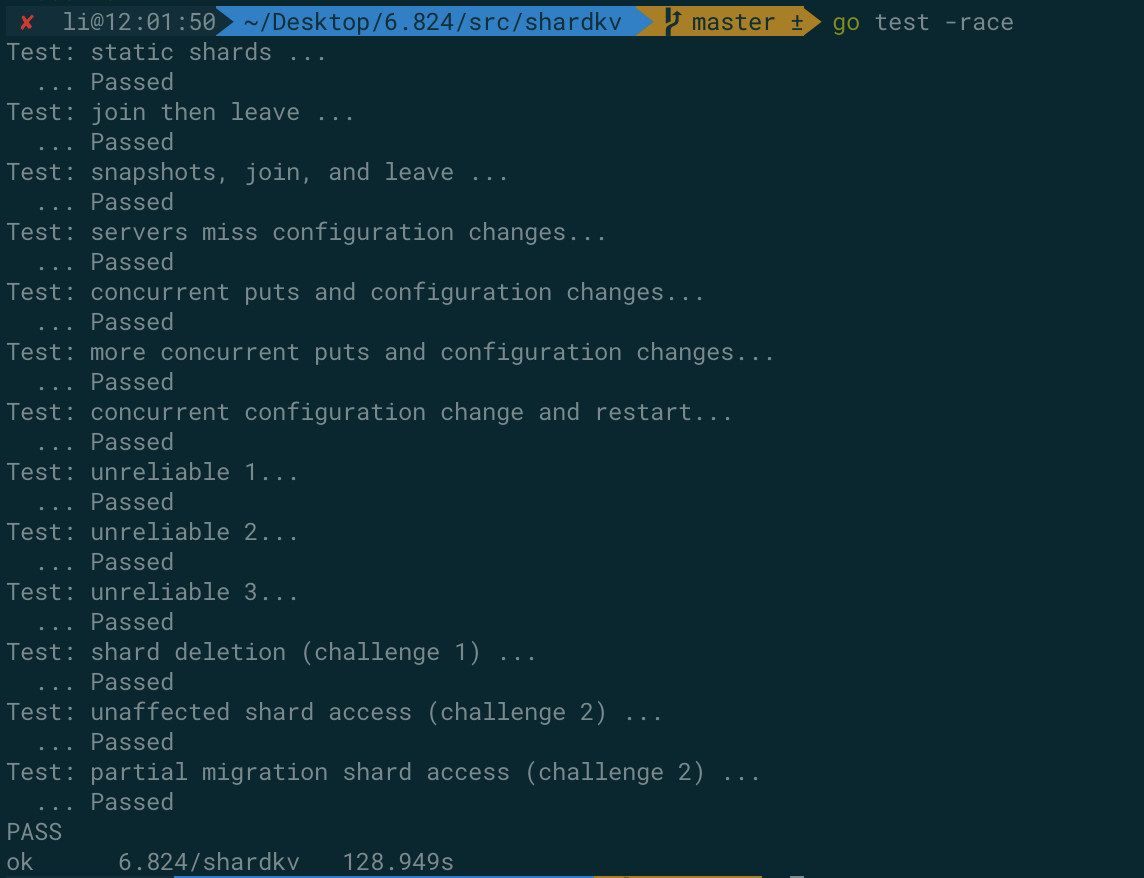 ✘ li@12:01:50 ~/Desktop/6.824/src/shardkv master ± go test -race
Test: static shards ...
  ... Passed
Test: join then leave ...
  ... Passed
Test: snapshots, join, and leave ...
  ... Passed
Test: servers miss configuration changes...
  ... Passed
Test: concurrent puts and configuration changes...
  ... Passed
Test: more concurrent puts and configuration changes...
  ... Passed
Test: concurrent configuration change and restart...
  ... Passed
Test: unreliable 1...
  ... Passed
Test: unreliable 2...
  ... Passed
Test: unreliable 3...
  ... Passed
Test: shard deletion (challenge 1) ...
  ... Passed
Test: unaffected shard access (challenge 2) ...
  ... Passed
Test: partial migration shard access (challenge 2) ...
  ... Passed
PASS
ok      6.824/shardkv   128.949s